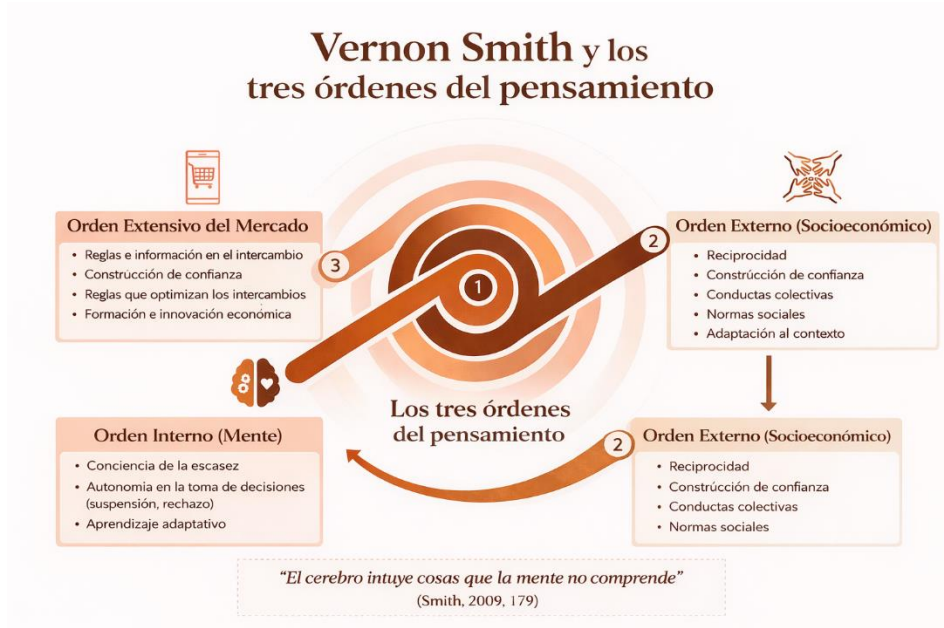 Vernon Smith y los
tres órdenes del pensamiento
Orden Extensivo del Mercado
• Reglas e información en el intercambio
• Constrúcción de confianza
• Reglas que optimizan los intercambios
• Formación e innovación económica
3
1
2
Orden Externo (Socioeconómico)
• Reciprocidad
• Constrúcción de confianza
• Conductas colectivas
• Normas sociales
• Adaptación al contexto
Los tres órdenes
del pensamiento
Orden Interno (Mente)
• Conciencia de la escasez
• Autonomia en la toma de decisiones
(suspensión, rechazo)
• Aprendizaje adaptativo
2
Orden Externo (Socioeconómico)
• Reciprocidad
• Constrúcción de confianza
• Conductas colectivas
• Normas sociales
“El cerebro intuye cosas que la mente no comprende”
(Smith, 2009, 179)